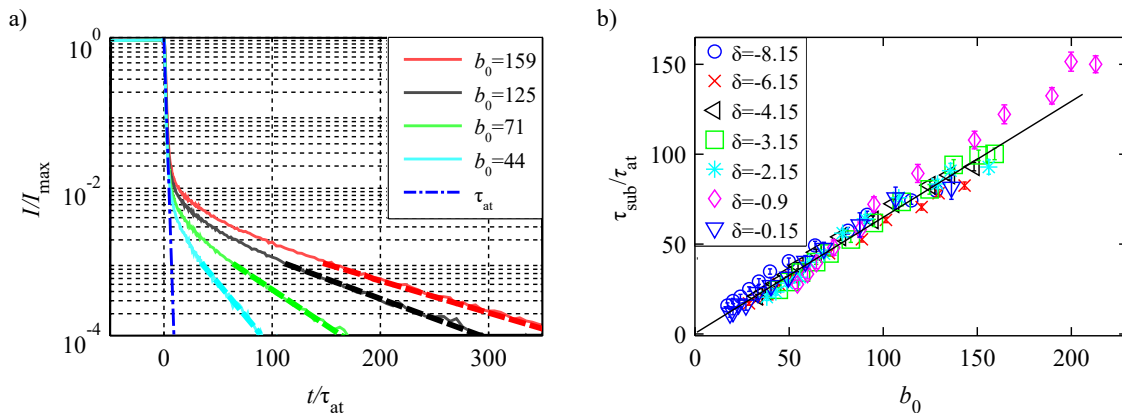 a)
10^0
10^-2
10^-4
I/I_max
0
100
200
300
t/τ_at
b_0=159
b_0=125
b_0=71
b_0=44
τ_at
b)
150
100
50
0
τ_sub/τ_at
0
50
100
150
200
b_0
δ=-8.15
δ=-6.15
δ=-4.15
δ=-3.15
δ=-2.15
δ=-0.9
δ=-0.15